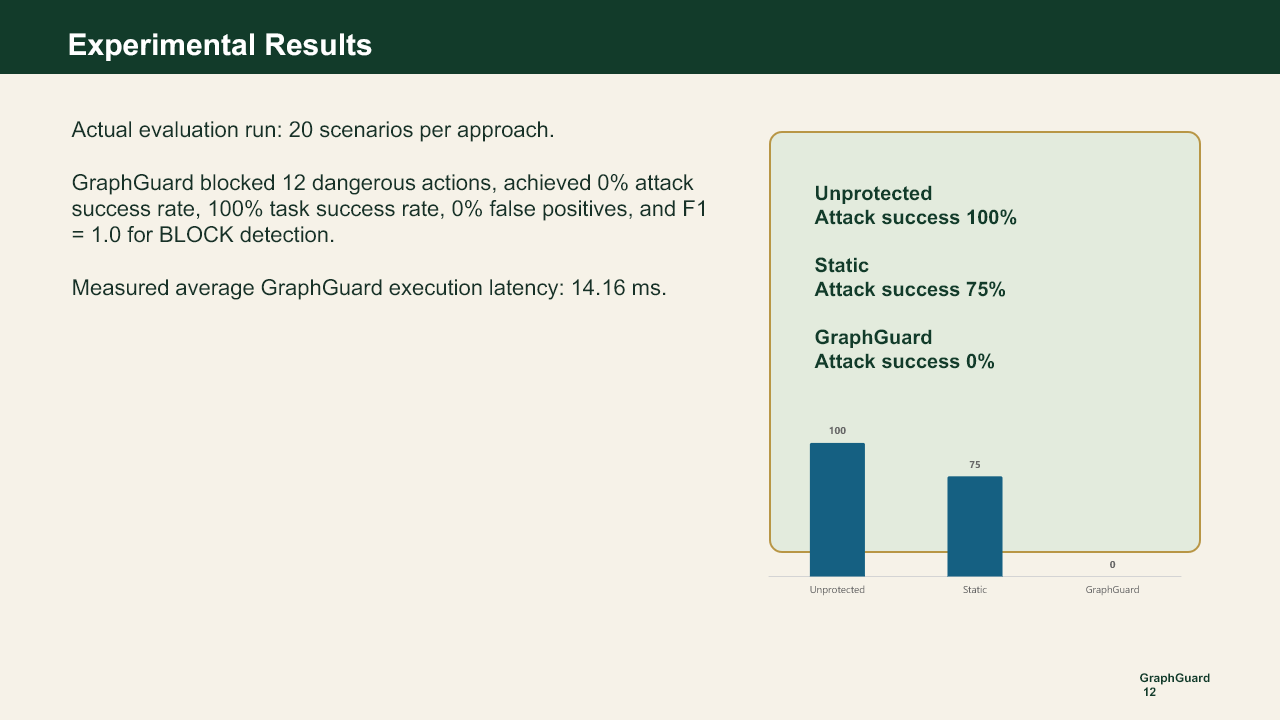 Experimental Results
Actual evaluation run: 20 scenarios per approach.
GraphGuard blocked 12 dangerous actions, achieved 0% attack
success rate, 100% task success rate, 0% false positives, and F1
= 1.0 for BLOCK detection.
Measured average GraphGuard execution latency: 14.16 ms.
Unprotected
Attack success 100%
Static
Attack success 75%
GraphGuard
Attack success 0%
100
75
0
Unprotected
Static
GraphGuard
GraphGuard
12